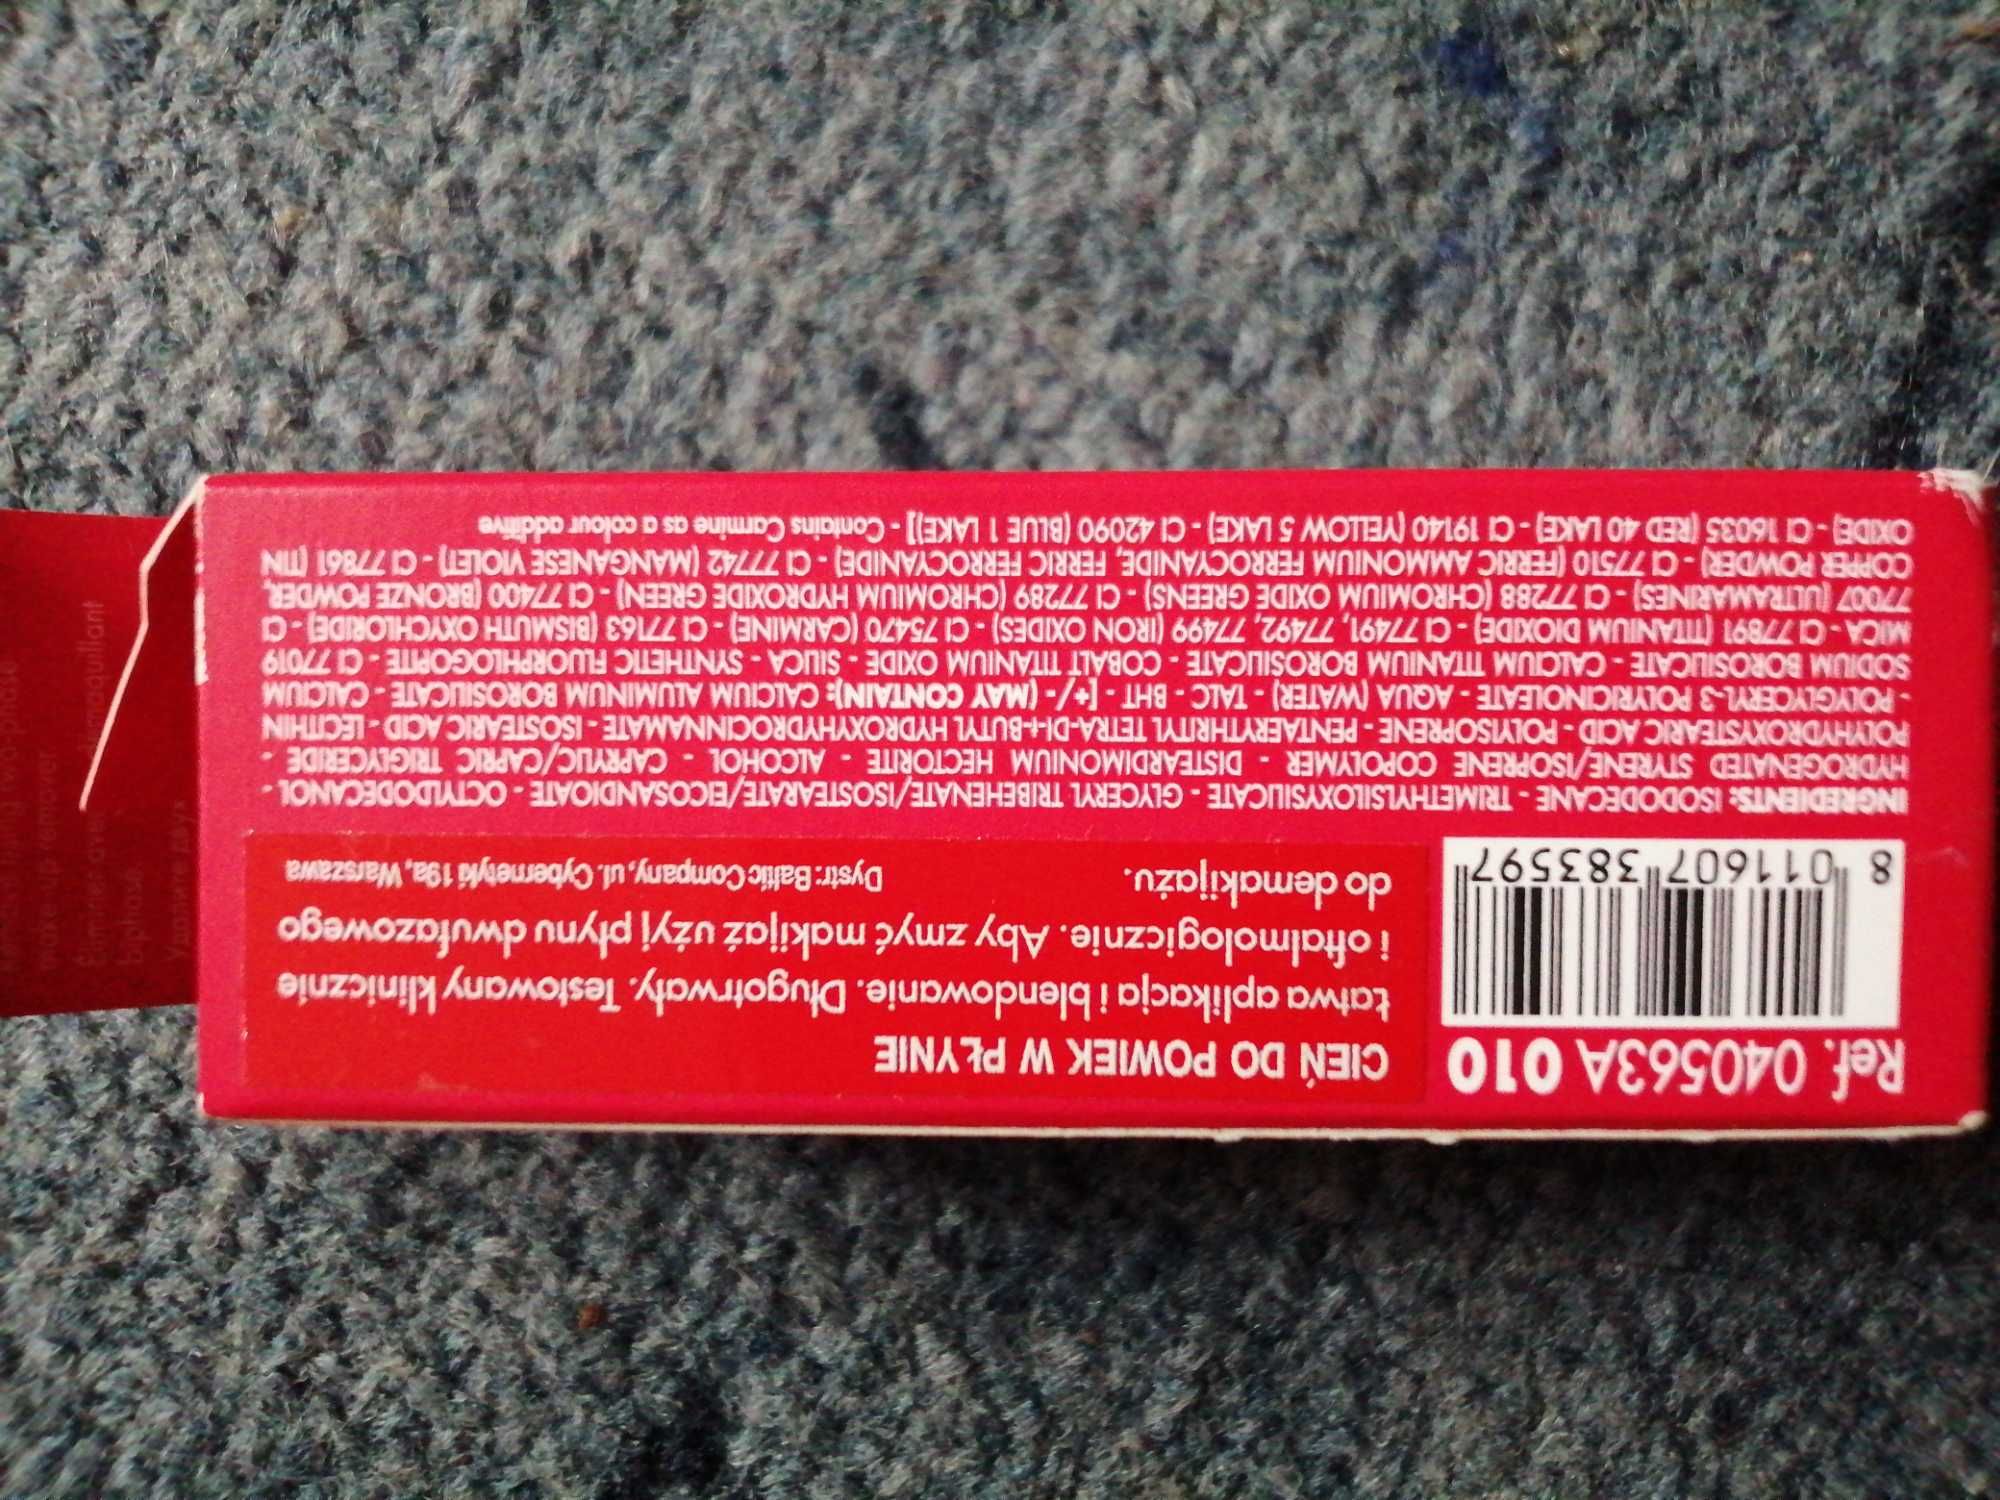 Ref. 040563A 010
8 011607 383597
CIEŃ DO POWIEK W PŁYNIE
Łatwa aplikacja i blendowanie. Długotrwały. Testowany klinicznie
i oftalmologicznie. Aby zmyć makijaż użyj płynu dwufazowego
do demakijażu.
Dystr.: Baltic Company, ul. Cybernetyki 19a, Warszawa
INGREDIENTS: ISODODECANE - TRIMETHYLSILOXYSILICATE - GLYCERYL TRIBEHENATE/ISOSTEARATE/EICOSANDIOATE - OCTYLDODECANOL -
HYDROGENATED STYRENE/ISOPRENE COPOLYMER - DISTEARDIMONIUM HECTORITE - ALCOHOL - CAPRYLIC/CAPRIC TRIGLYCERIDE -
POLYHYDROXYSTEARIC ACID - POLYISOPRENE - PENTAERYTHRITYL TETRA-DI-t-BUTYL HYDROXYHYDROCINNAMATE - ISOSTEARIC ACID - LECITHIN
- POLYGLYCERYL-3 POLYRICINOLEATE - AQUA (WATER) - TALC - BHT - [+/- (MAY CONTAIN): CALCIUM ALUMINUM BOROSILICATE - CALCIUM
SODIUM BOROSILICATE - CALCIUM TITANIUM BOROSILICATE - COBALT TITANIUM OXIDE - SILICA - SYNTHETIC FLUORPHLOGOPITE - CI 77019
MICA - CI 77891 (TITANIUM DIOXIDE) - CI 77491, 77492, 77499 (IRON OXIDES) - CI 75470 (CARMINE) - CI 77163 (BISMUTH OXYCHLORIDE) - CI
77007 (ULTRAMARINES) - CI 77288 (CHROMIUM OXIDE GREENS) - CI 77289 (CHROMIUM HYDROXIDE GREEN) - CI 77400 (BRONZE POWDER,
COPPER POWDER) - CI 77510 (FERRIC AMMONIUM FERROCYANIDE, FERRIC FERROCYANIDE) - CI 77742 (MANGANESE VIOLET) - CI 77861 (TIN
OXIDE) - CI 16035 (RED 40 LAKE) - CI 19140 (YELLOW 5 LAKE) - CI 42090 (BLUE 1 LAKE)] - Contains Carmine as a colour additive
make-up remover
Éliminer avec démaquillant
biphase.